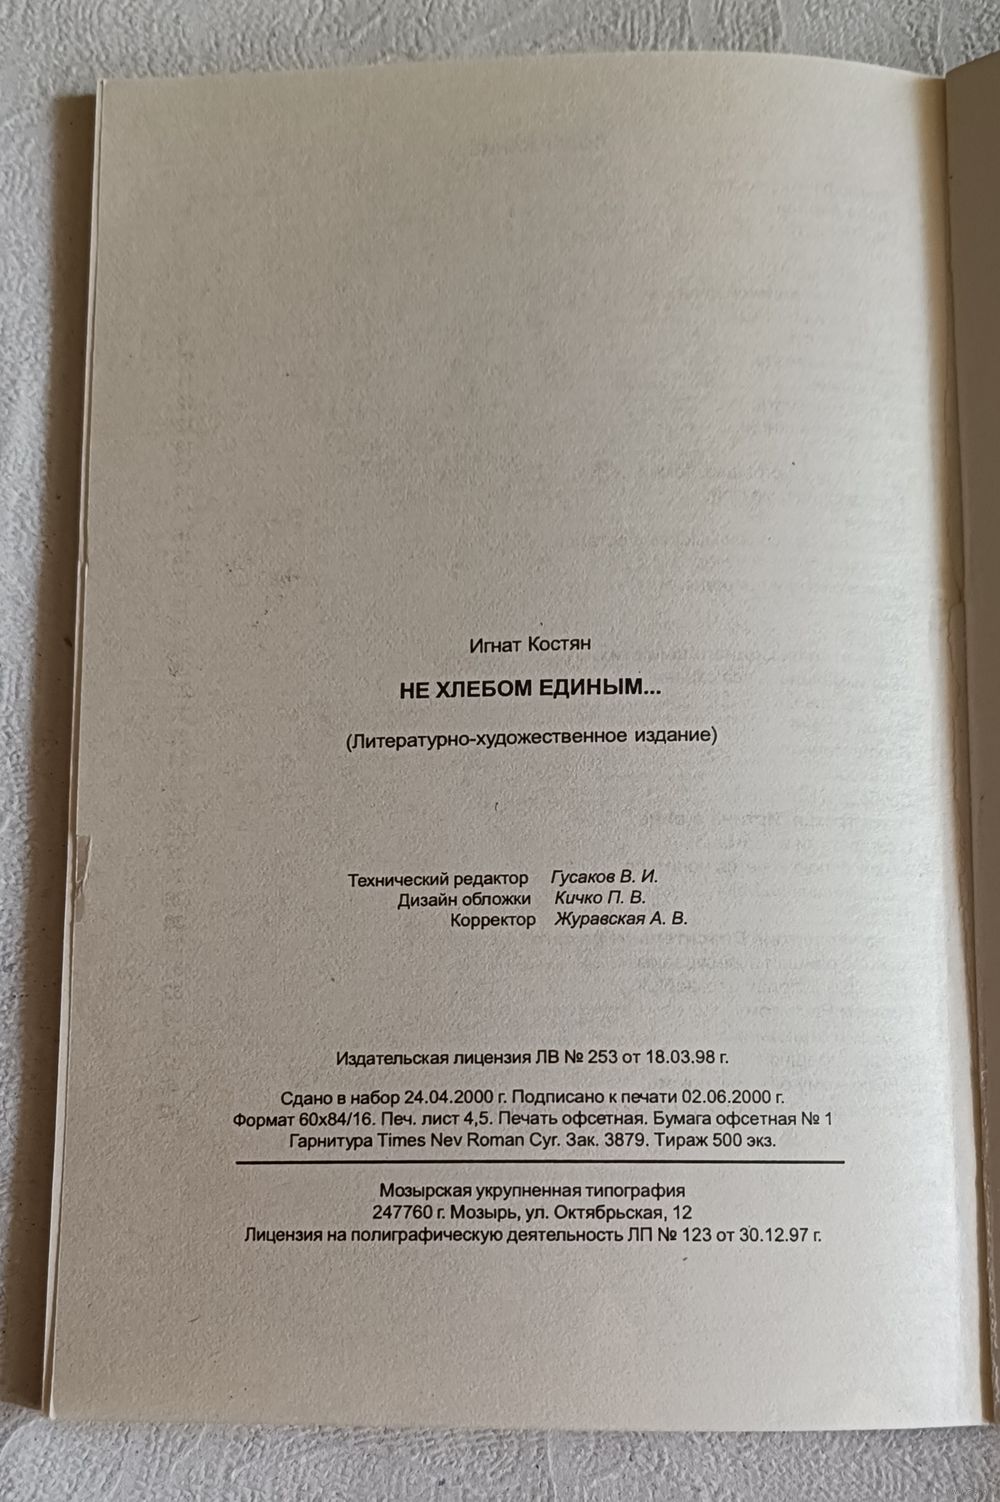 Игнат Костян
НЕ ХЛЕБОМ ЕДИНЫМ...
(Литературно-художественное издание)
Технический редактор Гусаков В. И.
Дизайн обложки Кичко П. В.
Корректор Журавская А. В.
Издательская лицензия ЛВ № 253 от 18.03.98 г.
Сдано в набор 24.04.2000 г. Подписано к печати 02.06.2000 г.
Формат 60х84/16. Печ. лист 4,5. Печать офсетная. Бумага офсетная № 1
Гарнитура Times Nev Roman Cyr. Зак. 3879. Тираж 500 экз.
Мозырская укрупненная типография
247760 г. Мозырь, ул. Октябрьская, 12
Лицензия на полиграфическую деятельность ЛП № 123 от 30.12.97 г.